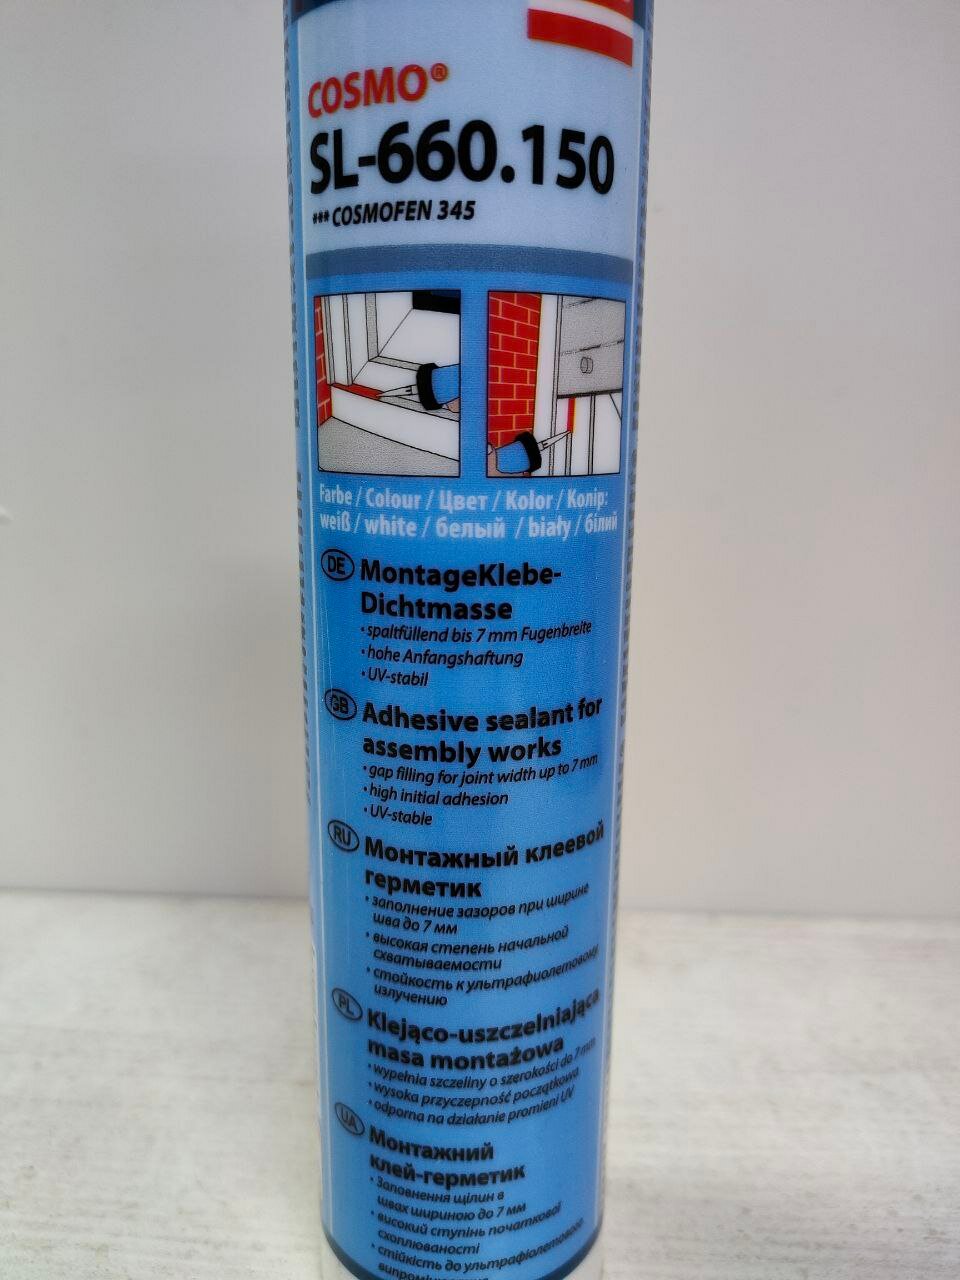 COSMO®
SL-660.150
*** COSMOFEN 345
Farbe / Colour / Цвет / Kolor / Колір:
weiß / white / белый / biały / білий
DE MontageKlebe-
Dichtmasse
• spaltfüllend bis 7 mm Fugenbreite
• hohe Anfangshaftung
• UV-stabil
GB Adhesive sealant for
assembly works
• gap filling for joint width up to 7 mm
• high initial adhesion
• UV-stable
RU Монтажный клеевой
герметик
• заполнение зазоров при ширине
шва до 7 мм
• высокая степень начальной
схватываемости
• стойкость к ультрафиолетовому
излучению
PL Klejąco-uszczelniająca
masa montażowa
• wypełnia szczeliny o szerokości do 7 mm
• wysoka przyczepność początkowa
• odporna na działanie promieni UV
UA Монтажний
клей-герметик
• Заповнення щілин в
швах шириною до 7 мм
• високий ступінь початкової
схоплюваності
• стійкість до ультрафіолетового